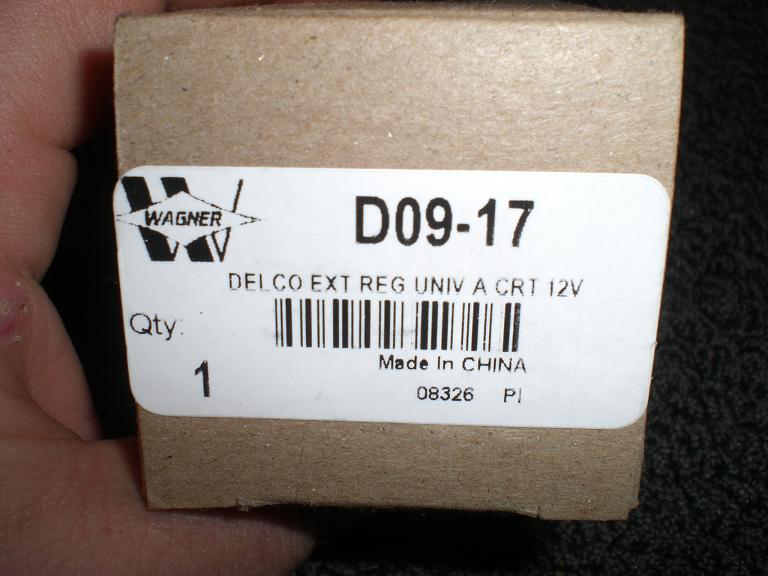 WAGNER
D09-17
DELCO EXT REG UNIV A CRT 12V
Qty:
1
Made In CHINA
08326 PI